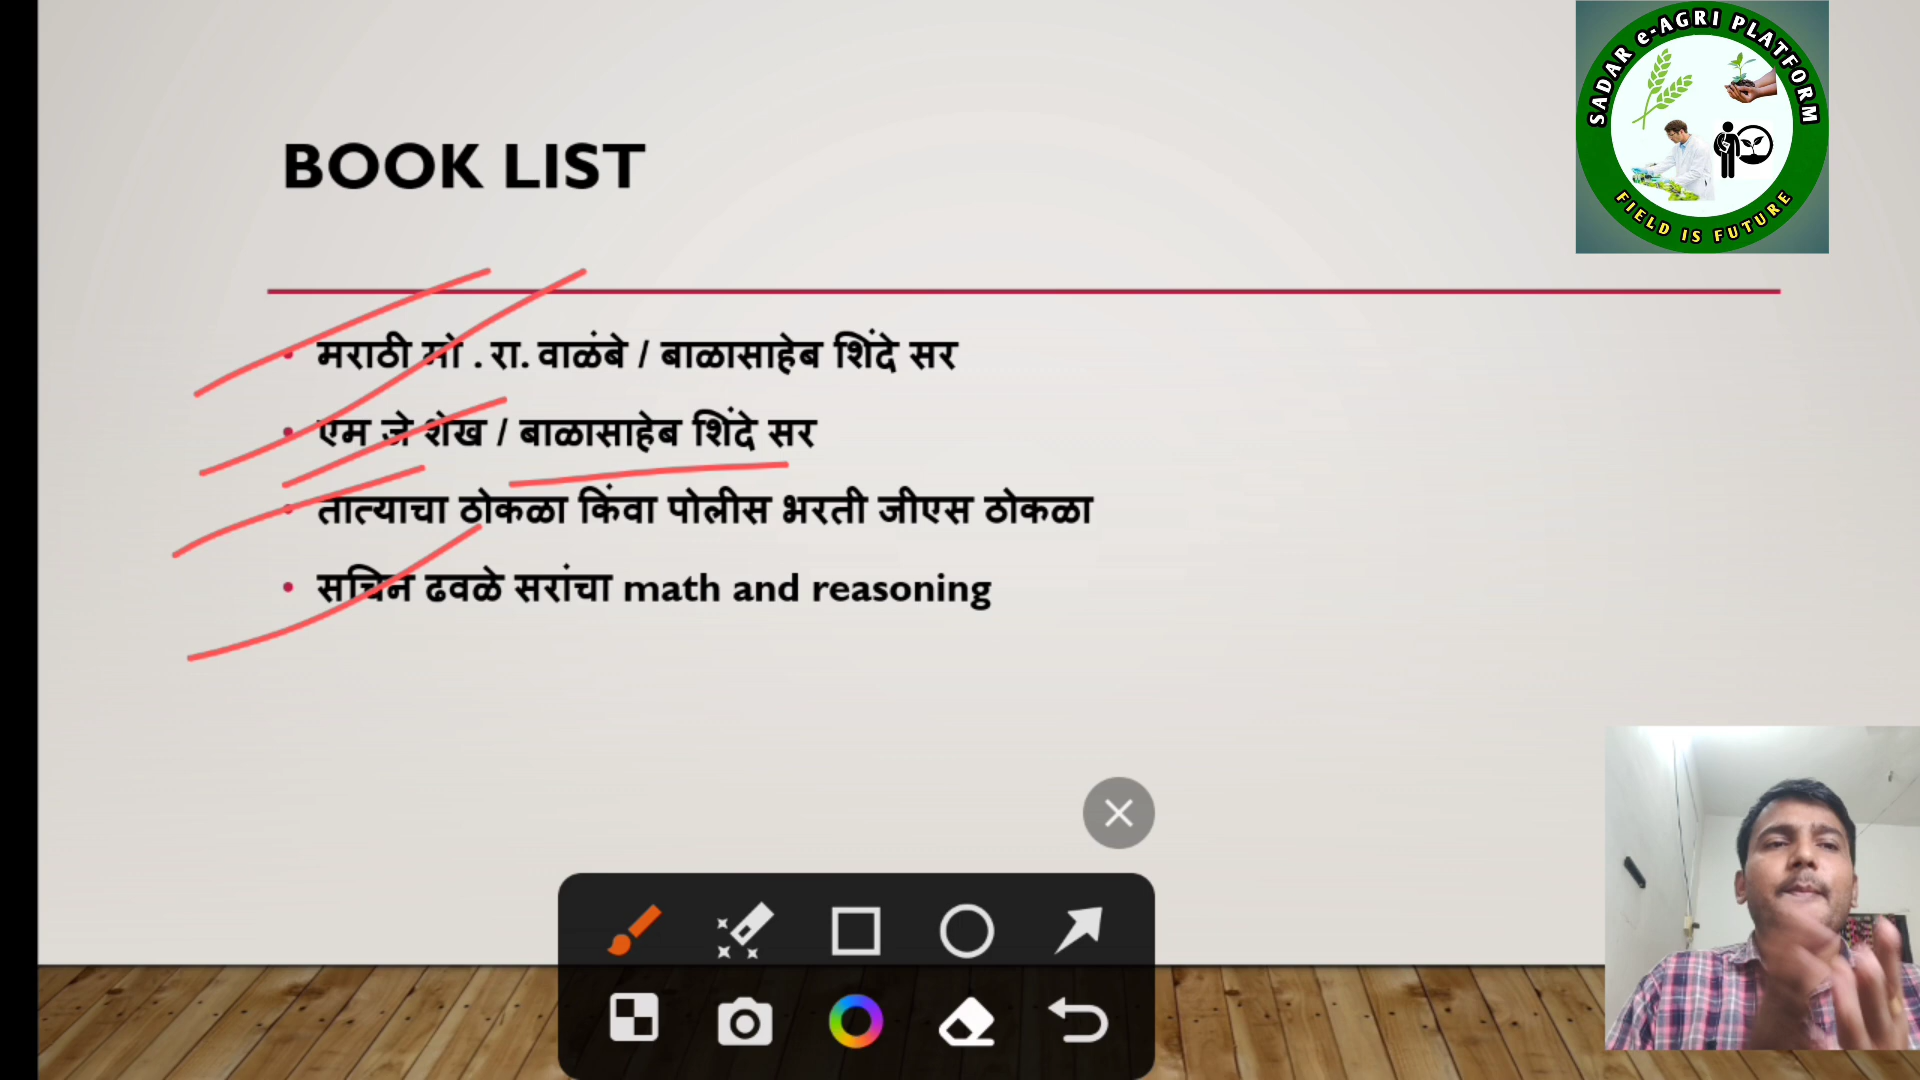 SADAR e-AGRI PLATFORM
FIELD IS FUTURE
BOOK LIST
• मराठी मो . रा. वाळंबे / बाळासाहेब शिंदे सर
• एम जे शेख / बाळासाहेब शिंदे सर
• तात्याचा ठोकळा किंवा पोलीस भरती जीएस ठोकळा
• सचिन ढवळे सरांचा math and reasoning